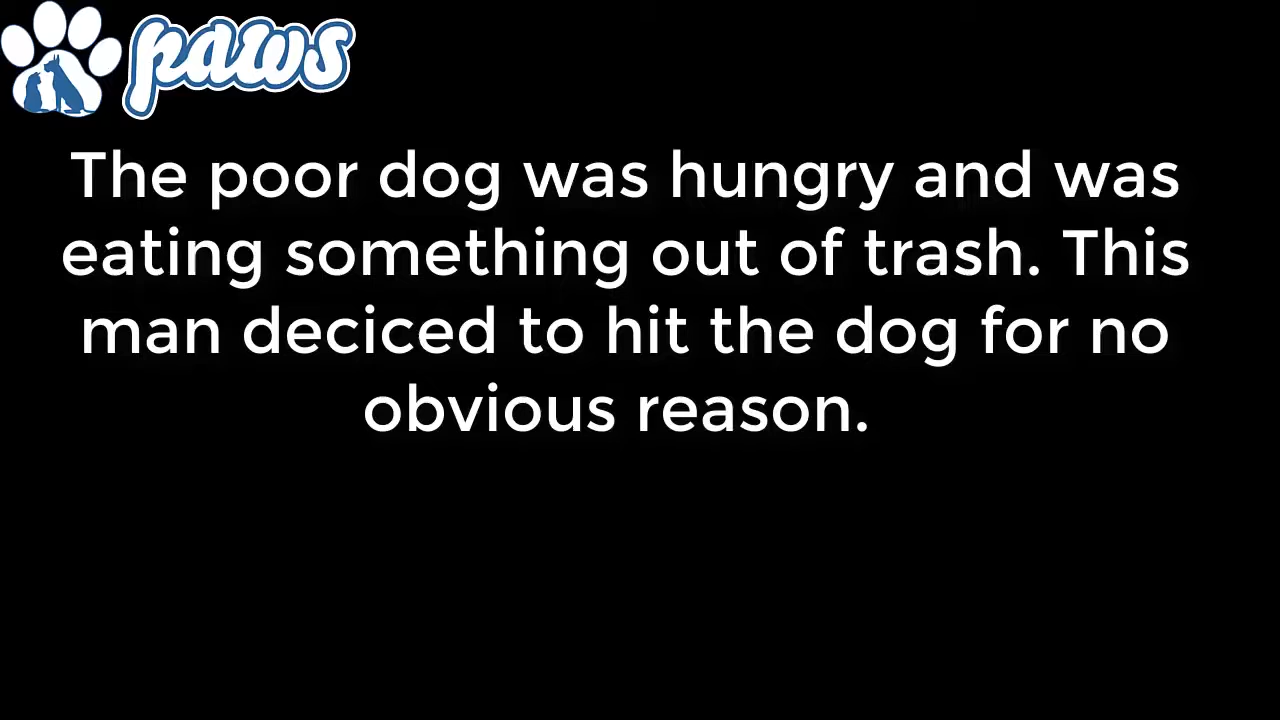 paws
The poor dog was hungry and was
eating something out of trash. This
man deciced to hit the dog for no
obvious reason.